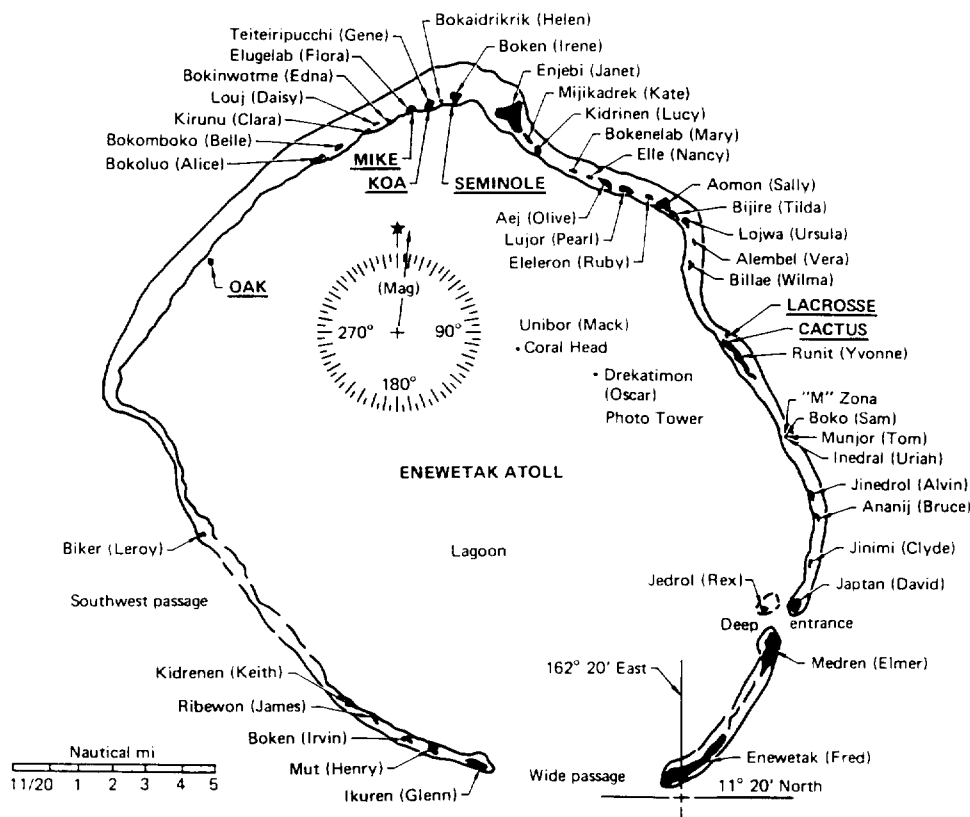 Bokaidrikrik (Helen)
Teiteiripucchi (Gene)
Elugelab (Flora)
Bokinwotme (Edna)
Louj (Daisy)
Kirunu (Clara)
Bokomboko (Belle)
Bokoluo (Alice)
Boken (Irene)
Enjebi (Janet)
Mijikadrek (Kate)
Kidrinen (Lucy)
Bokenelab (Mary)
Elle (Nancy)
MIKE
KOA
SEMINOLE
Aomon (Sally)
Bijire (Tilda)
Lojwa (Ursula)
Alembel (Vera)
Billae (Wilma)
Aej (Olive)
Lujor (Pearl)
Eleleron (Ruby)
OAK
(Mag)
270°
90°
180°
LACROSSE
CACTUS
Runit (Yvonne)
Unibor (Mack)
Coral Head
Drekatimon
(Oscar)
Photo Tower
"M" Zona
Boko (Sam)
Munjor (Tom)
Inedral (Uriah)
ENEWETAK ATOLL
Jinedrol (Alvin)
Ananij (Bruce)
Lagoon
Biker (Leroy)
Jinimi (Clyde)
Jedrol (Rex)
Japtan (David)
Southwest passage
Deep entrance
162° 20' East
Medren (Elmer)
Kidrenen (Keith)
Ribewon (James)
Boken (Irvin)
Mut (Henry)
Ikuren (Glenn)
Nautical mi
11/20 1 2 3 4 5
Enewetak (Fred)
Wide passage
11° 20' North